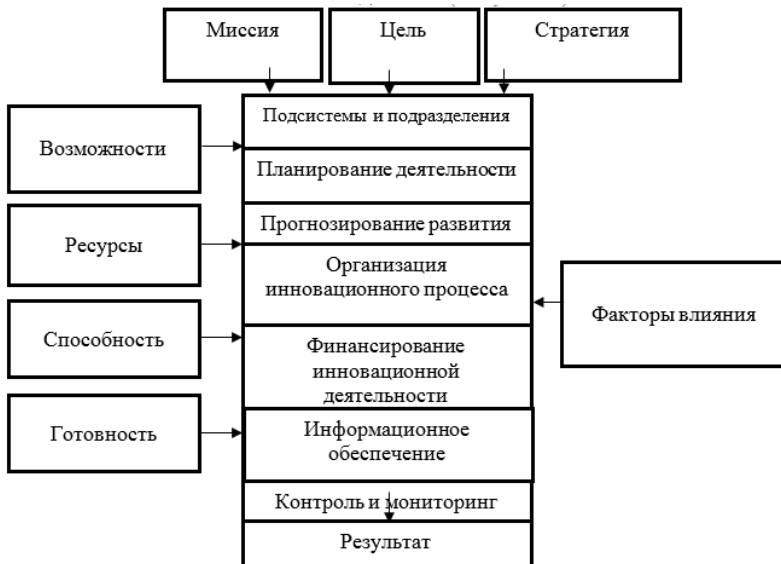 Миссия
Цель
Стратегия
Подсистемы и подразделения
Возможности
Планирование деятельности
Ресурсы
Прогнозирование развития
Организация
инновационного процесса
Факторы влияния
Способность
Финансирование
инновационной
деятельности
Готовность
Информационное
обеспечение
Контроль и мониторинг
Результат